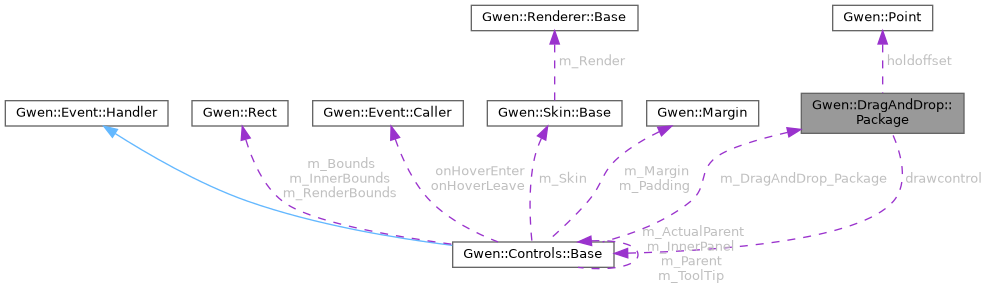 Gwen::Renderer::Base
Gwen::Point
m_Render
holdoffset
Gwen::Event::Handler
Gwen::Rect
Gwen::Event::Caller
Gwen::Skin::Base
Gwen::Margin
Gwen::DragAndDrop::
Package
m_Bounds
m_InnerBounds
m_RenderBounds
onHoverEnter
onHoverLeave
m_Skin
m_Margin
m_Padding
m_DragAndDrop_Package
drawcontrol
Gwen::Controls::Base
m_ActualParent
m_InnerPanel
m_Parent
m_ToolTip